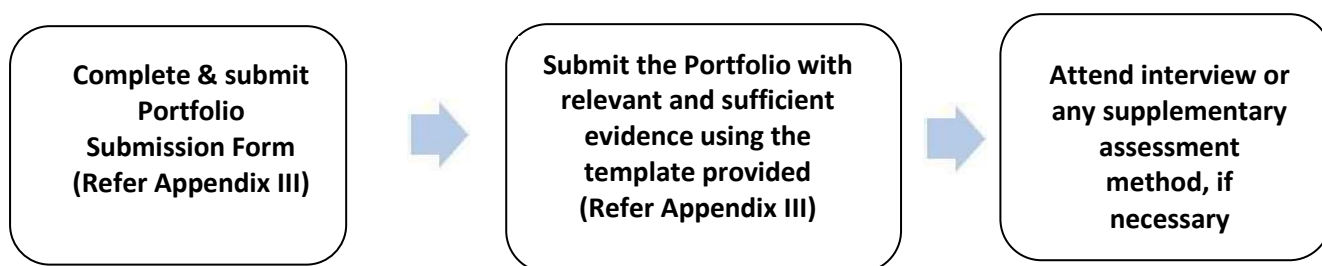 Complete & submit
Portfolio
Submission Form
(Refer Appendix III)
Submit the Portfolio with
relevant and sufficient
evidence using the
template provided
(Refer Appendix III)
Attend interview or
any supplementary
assessment
method, if
necessary